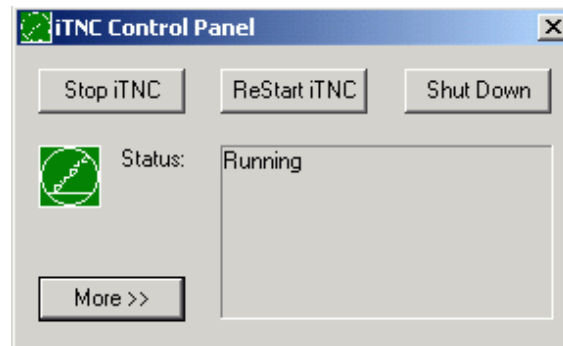 iTNC Control Panel
Stop iTNC
ReStart iTNC
Shut Down
Status:
Running
More >>